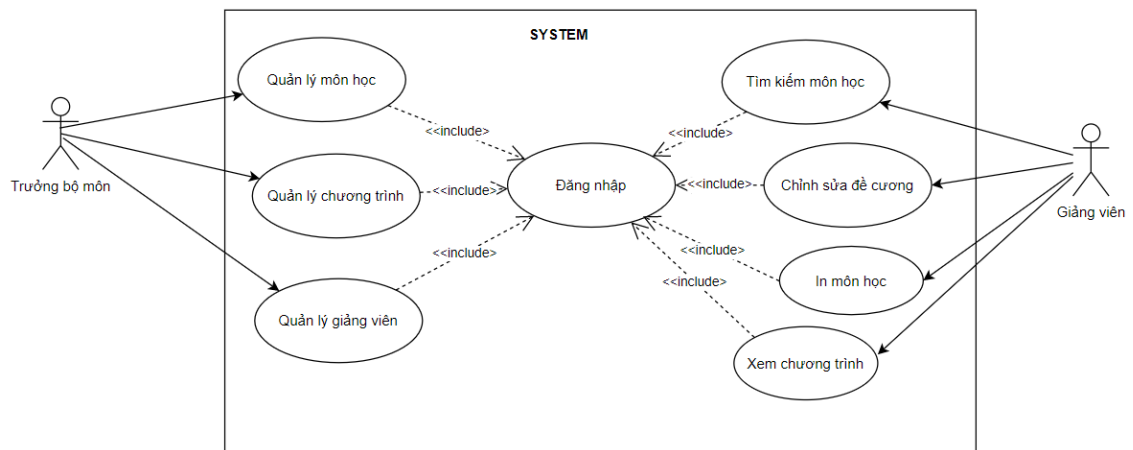 SYSTEM
Quản lý môn học
Tìm kiếm môn học
<<include>
<<include>
Trưởng bộ môn
Quản lý chương trình
<<include>
Đăng nhập
<<include>
Chỉnh sửa đề cương
Giảng viên
<<include>
<<include>
<<include>
In môn học
Quản lý giảng viên
Xem chương trình